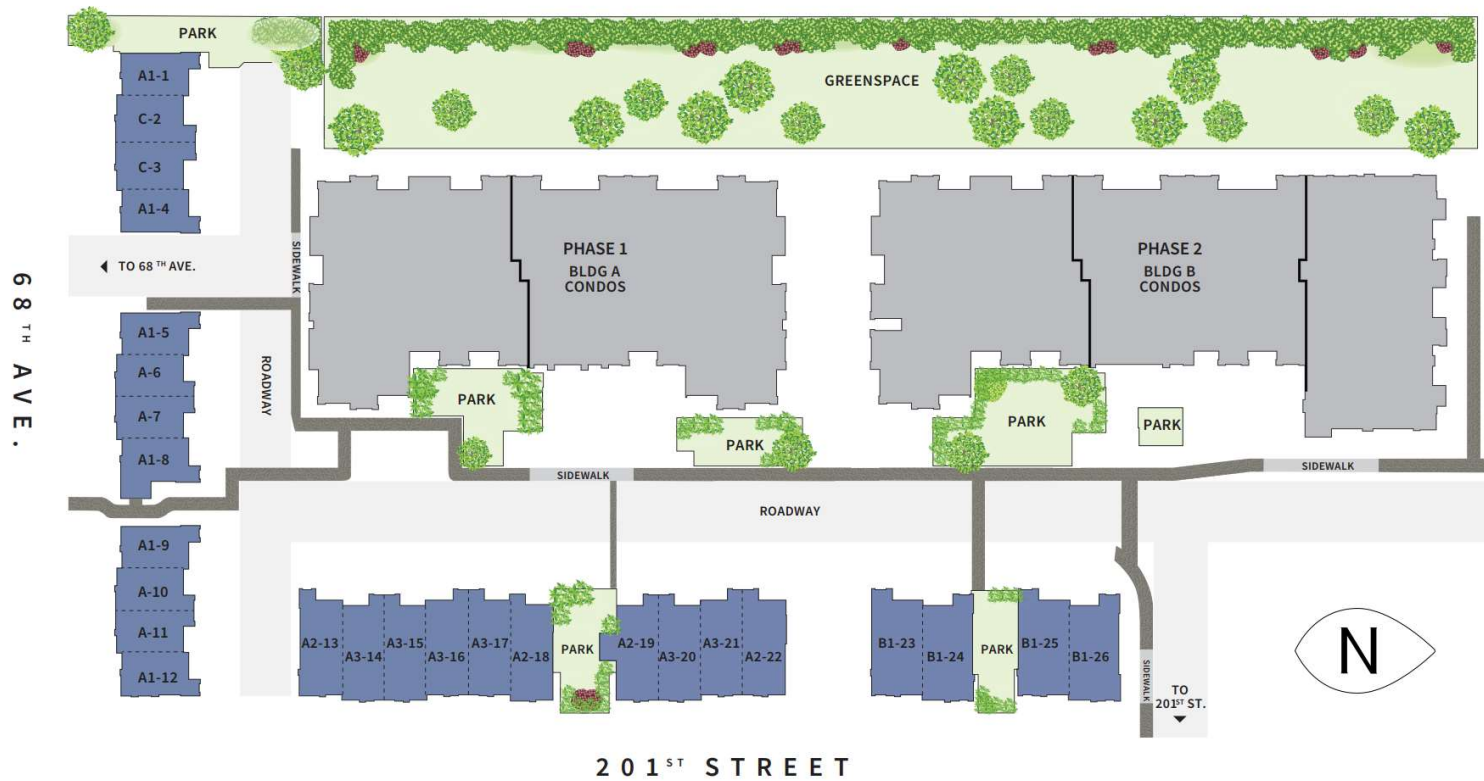 PARK
GREENSPACE
A1-1
C-2
C-3
A1-4
TO 68 TH AVE.
SIDEWALK
PHASE 1
BLDG A
CONDOS
PHASE 2
BLDG B
CONDOS
68TH AVE.
A1-5
A-6
A-7
A1-8
ROADWAY
PARK
PARK
PARK
PARK
SIDEWALK
SIDEWALK
ROADWAY
A1-9
A-10
A-11
A1-12
A2-13
A3-14
A3-15
A3-16
A3-17
A2-18
PARK
A2-19
A3-20
A3-21
A2-22
B1-23
B1-24
PARK
B1-25
B1-26
SIDEWALK
TO
201ST ST.
N
201ST STREET